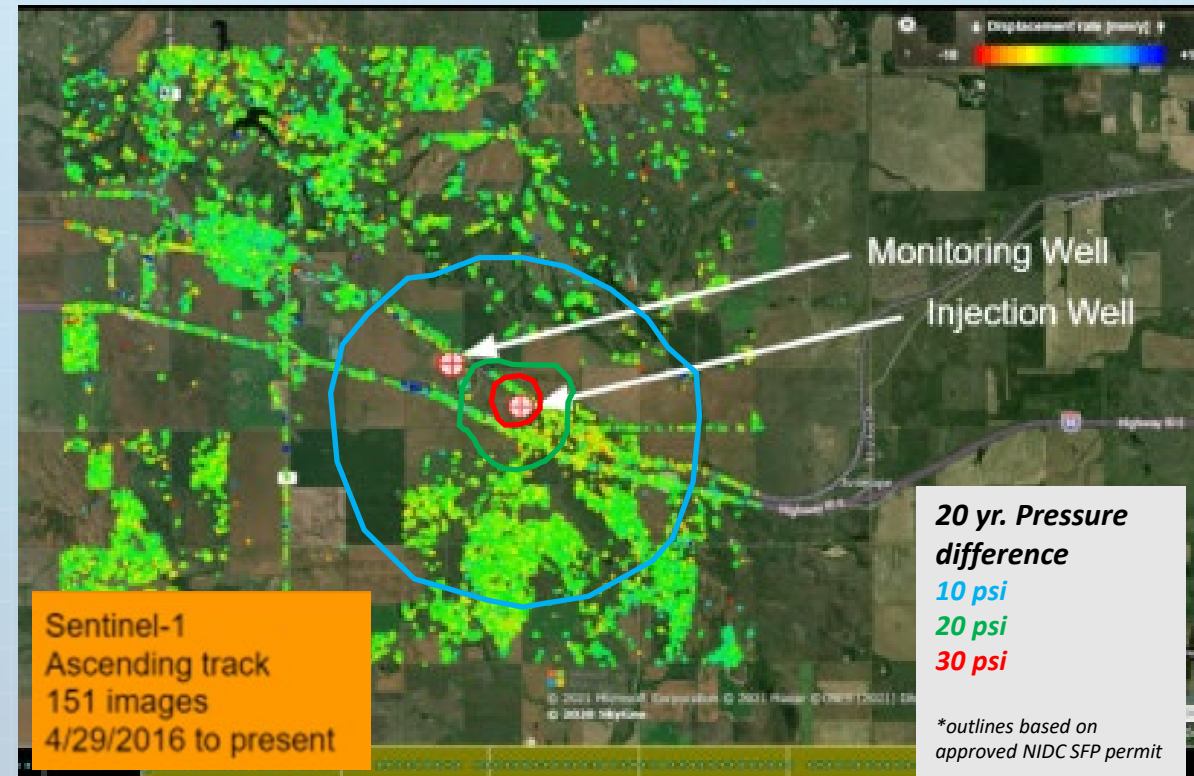 Displacement rate [mm/y]
-10
Monitoring Well
Injection Well
20 yr. Pressure
difference
10 psi
20 psi
30 psi
*outlines based on
approved NIDC SFP permit
Sentinel-1
Ascending track
151 images
4/29/2016 to present